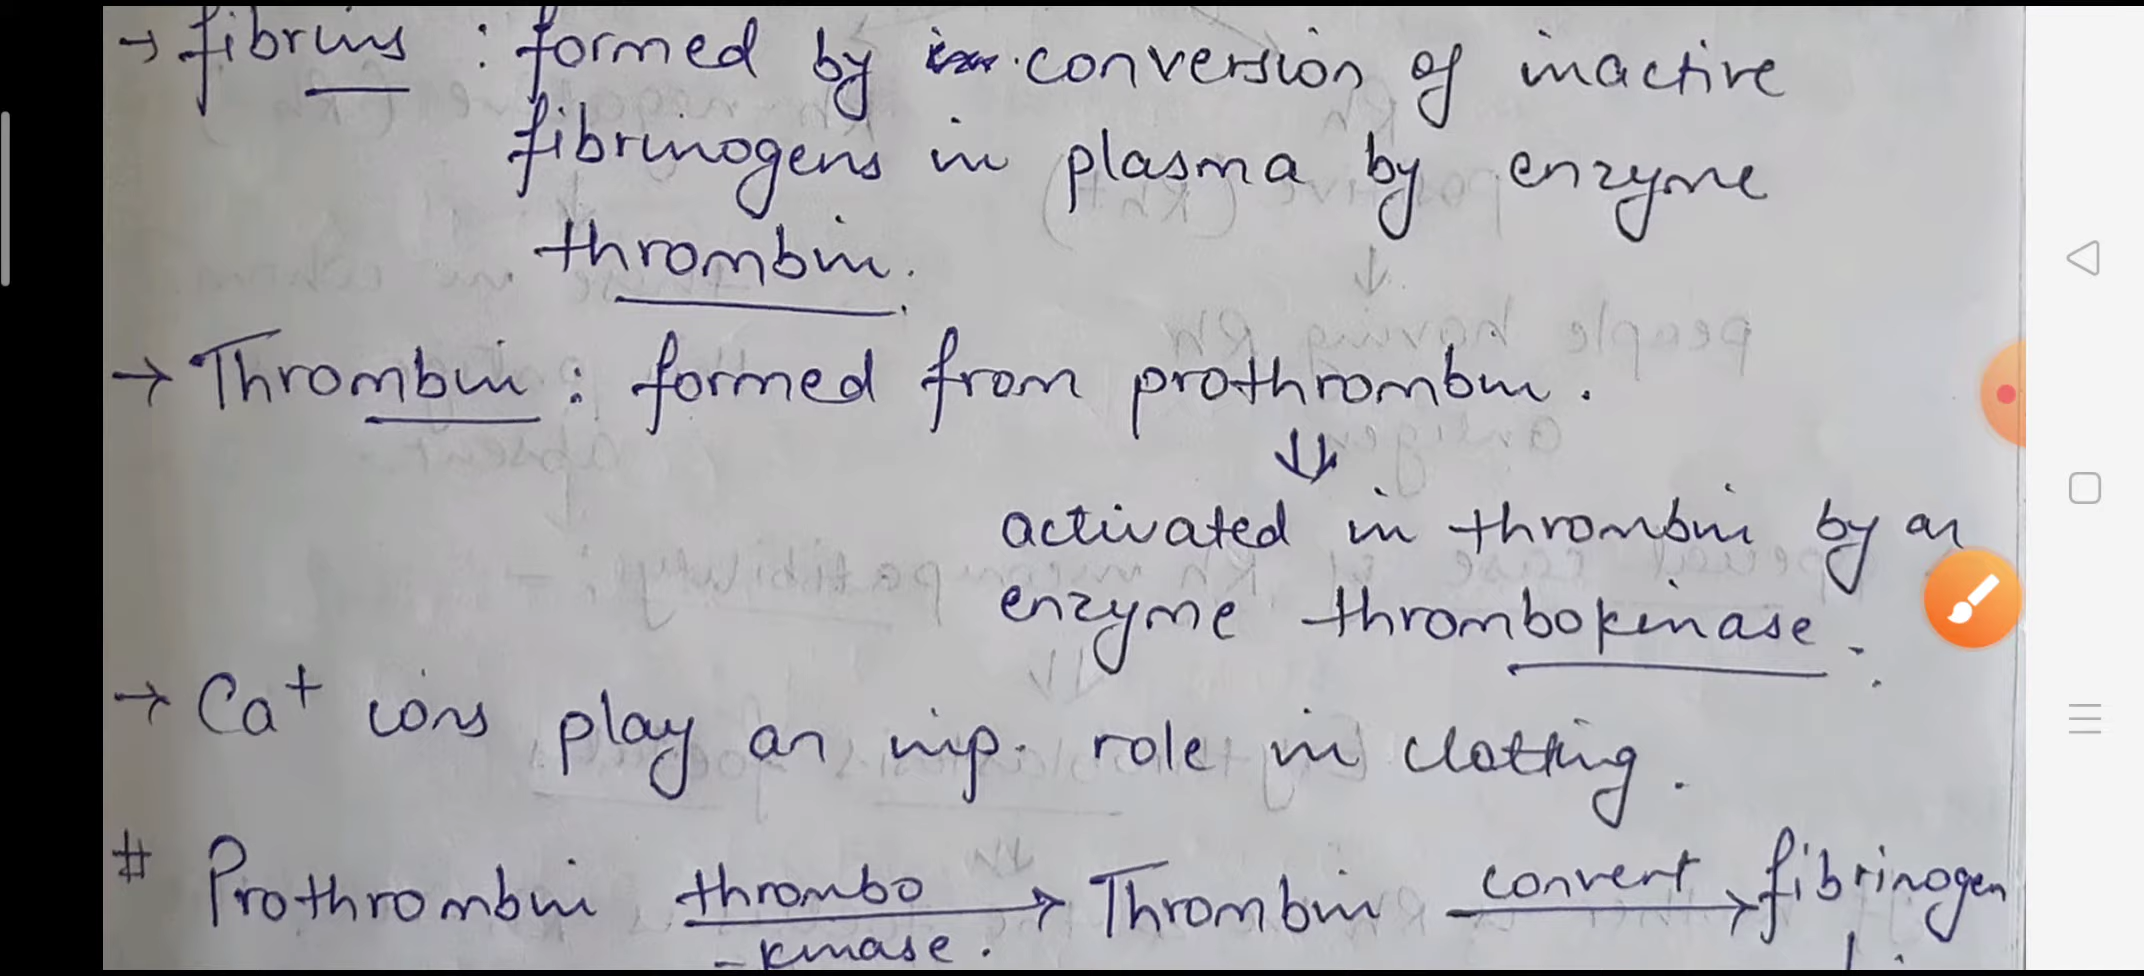 → fibrins : formed by conversion of inactive
fibrinogens in plasma by enzyme
thrombin.
→ Thrombin : formed from prothrombin.
⇓
activated in thrombin by an
enzyme thrombokinase.
→ Ca+ ions play an imp. role in clotting.
# Prothrombin thrombo-kinase. → Thrombin convert → fibrinogen